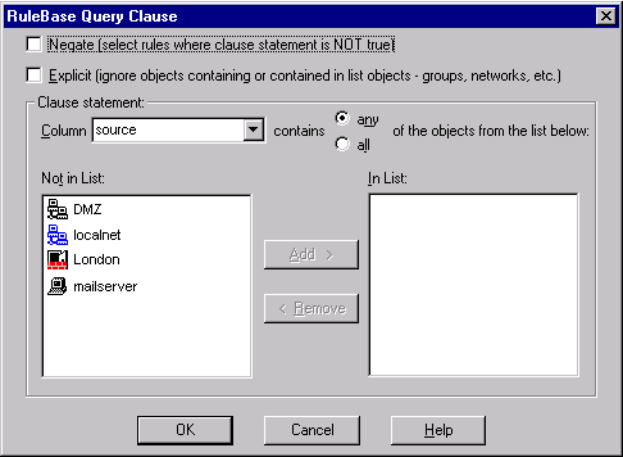 RuleBase Query Clause
Negate (select rules where clause statement is NOT true)
Explicit (ignore objects containing or contained in list objects - groups, networks, etc.)
Clause statement:
Column source contains any of the objects from the list below:
all
Not in List: In List:
DMZ
localnet
London
mailserver
Add >
< Remove
OK Cancel Help